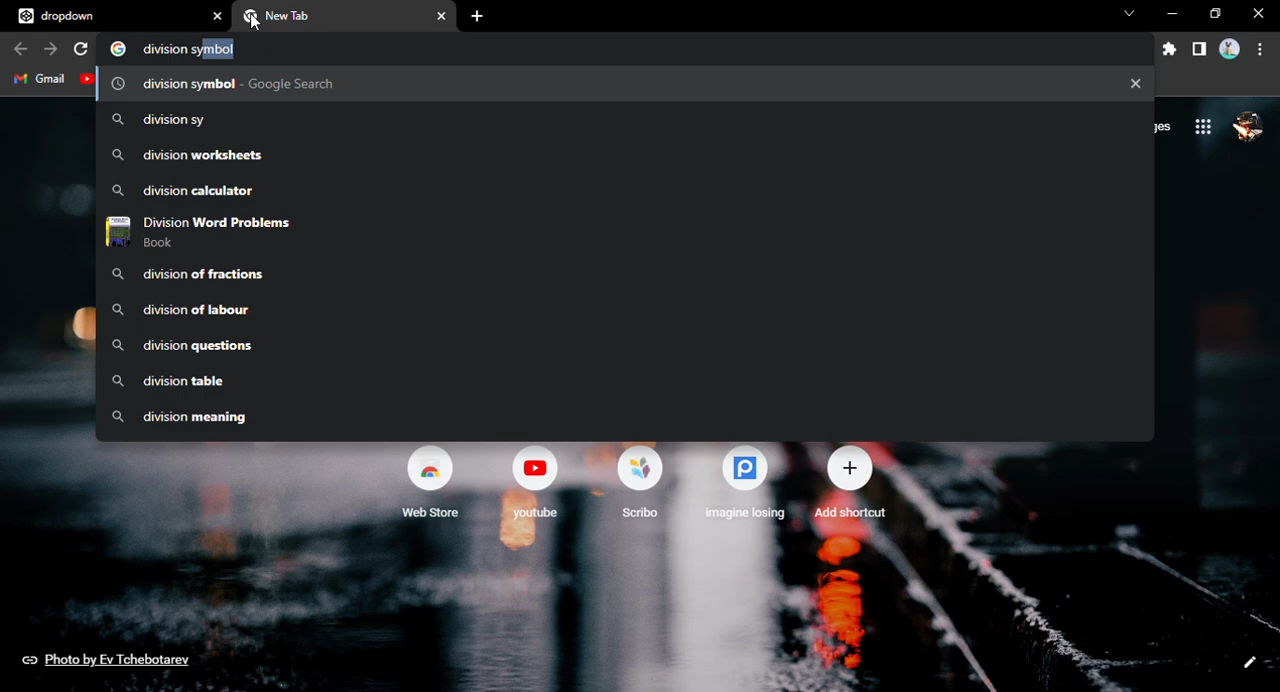 dropdown
New Tab
division symbol
Gmail
division symbol - Google Search
division sy
division worksheets
division calculator
Division Word Problems
Book
division of fractions
division of labour
division questions
division table
division meaning
Web Store
youtube
Scribo
imagine losing
Add shortcut
Photo by Ev Tchebotarev